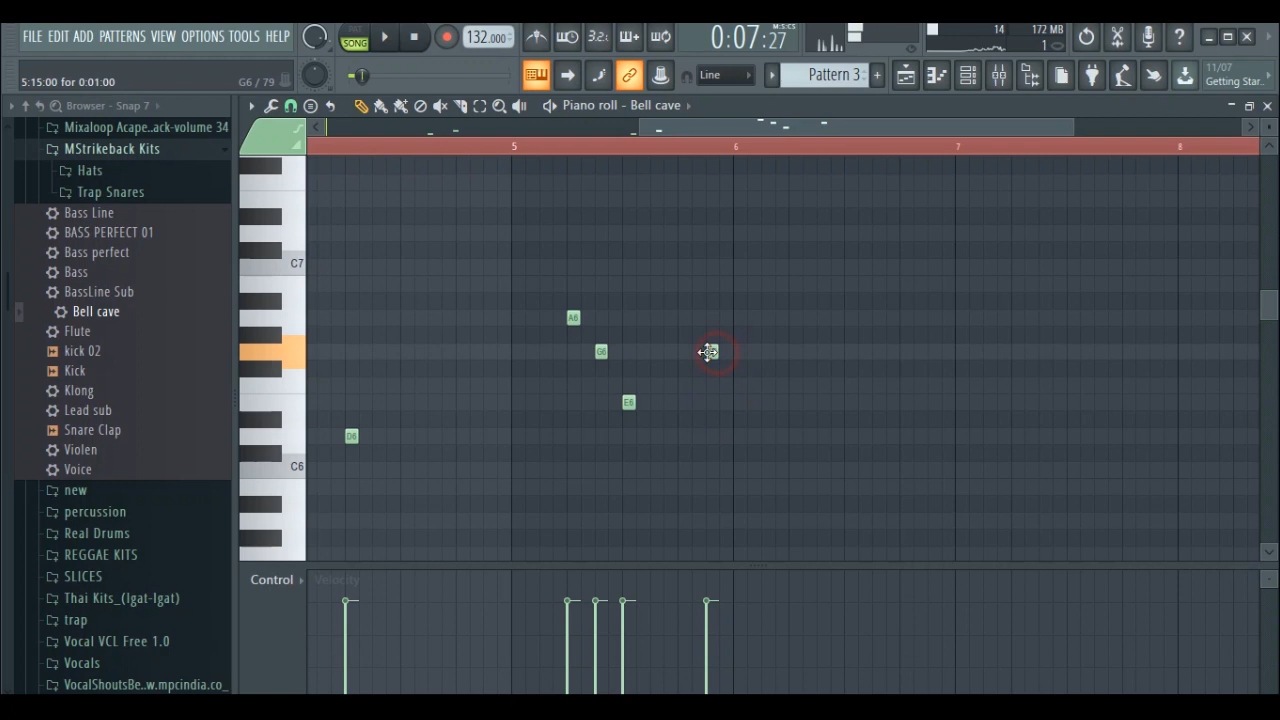 FILE EDIT ADD PATTERNS VIEW OPTIONS TOOLS HELP
PAT
SONG
132.000
3.2.
0:07:27
M:S:CS
14
172 MB
1
5:15:00 for 0:01:00
G6 / 79
Line
Pattern 3
11/07
Getting Star..
Browser - Snap 7
Piano roll - Bell cave
Mixaloop Acape..ack-volume 34
MStrikeback Kits
Hats
Trap Snares
Bass Line
BASS PERFECT 01
Bass perfect
Bass
BassLine Sub
Bell cave
Flute
kick 02
Kick
Klong
Lead sub
Snare Clap
Violen
Voice
new
percussion
Real Drums
REGGAE KITS
SLICES
Thai Kits_(Igat-Igat)
trap
Vocal VCL Free 1.0
Vocals
VocalShoutsBe..w.mpcindia.co_
5
6
7
8
C7
A6
G6
E6
D6
C6
Control
Velocity